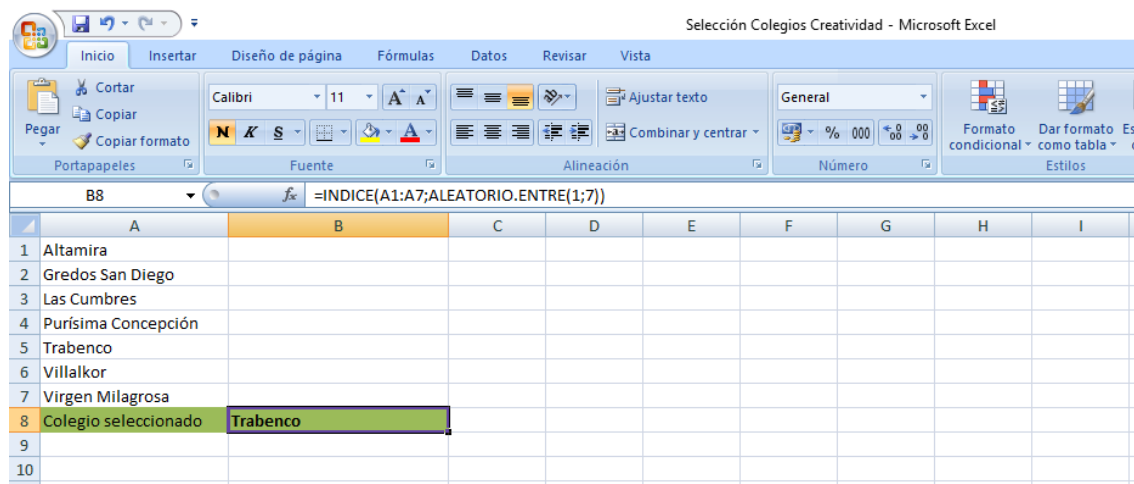 Selección Colegios Creatividad - Microsoft Excel
Inicio Insertar Diseño de página Fórmulas Datos Revisar Vista
Pegar
Cortar
Copiar
Copiar formato
Portapapeles
Calibri 11 A A
N K S A
Fuente
Ajustar texto
Combinar y centrar
Alineación
General
% 000
Número
Formato condicional
Dar formato como tabla
Estilos
B8 fx =INDICE(A1:A7;ALEATORIO.ENTRE(1;7))
A B C D E F G H I
1 Altamira
2 Gredos San Diego
3 Las Cumbres
4 Purísima Concepción
5 Trabenco
6 Villalkor
7 Virgen Milagrosa
8 Colegio seleccionado Trabenco
9
10